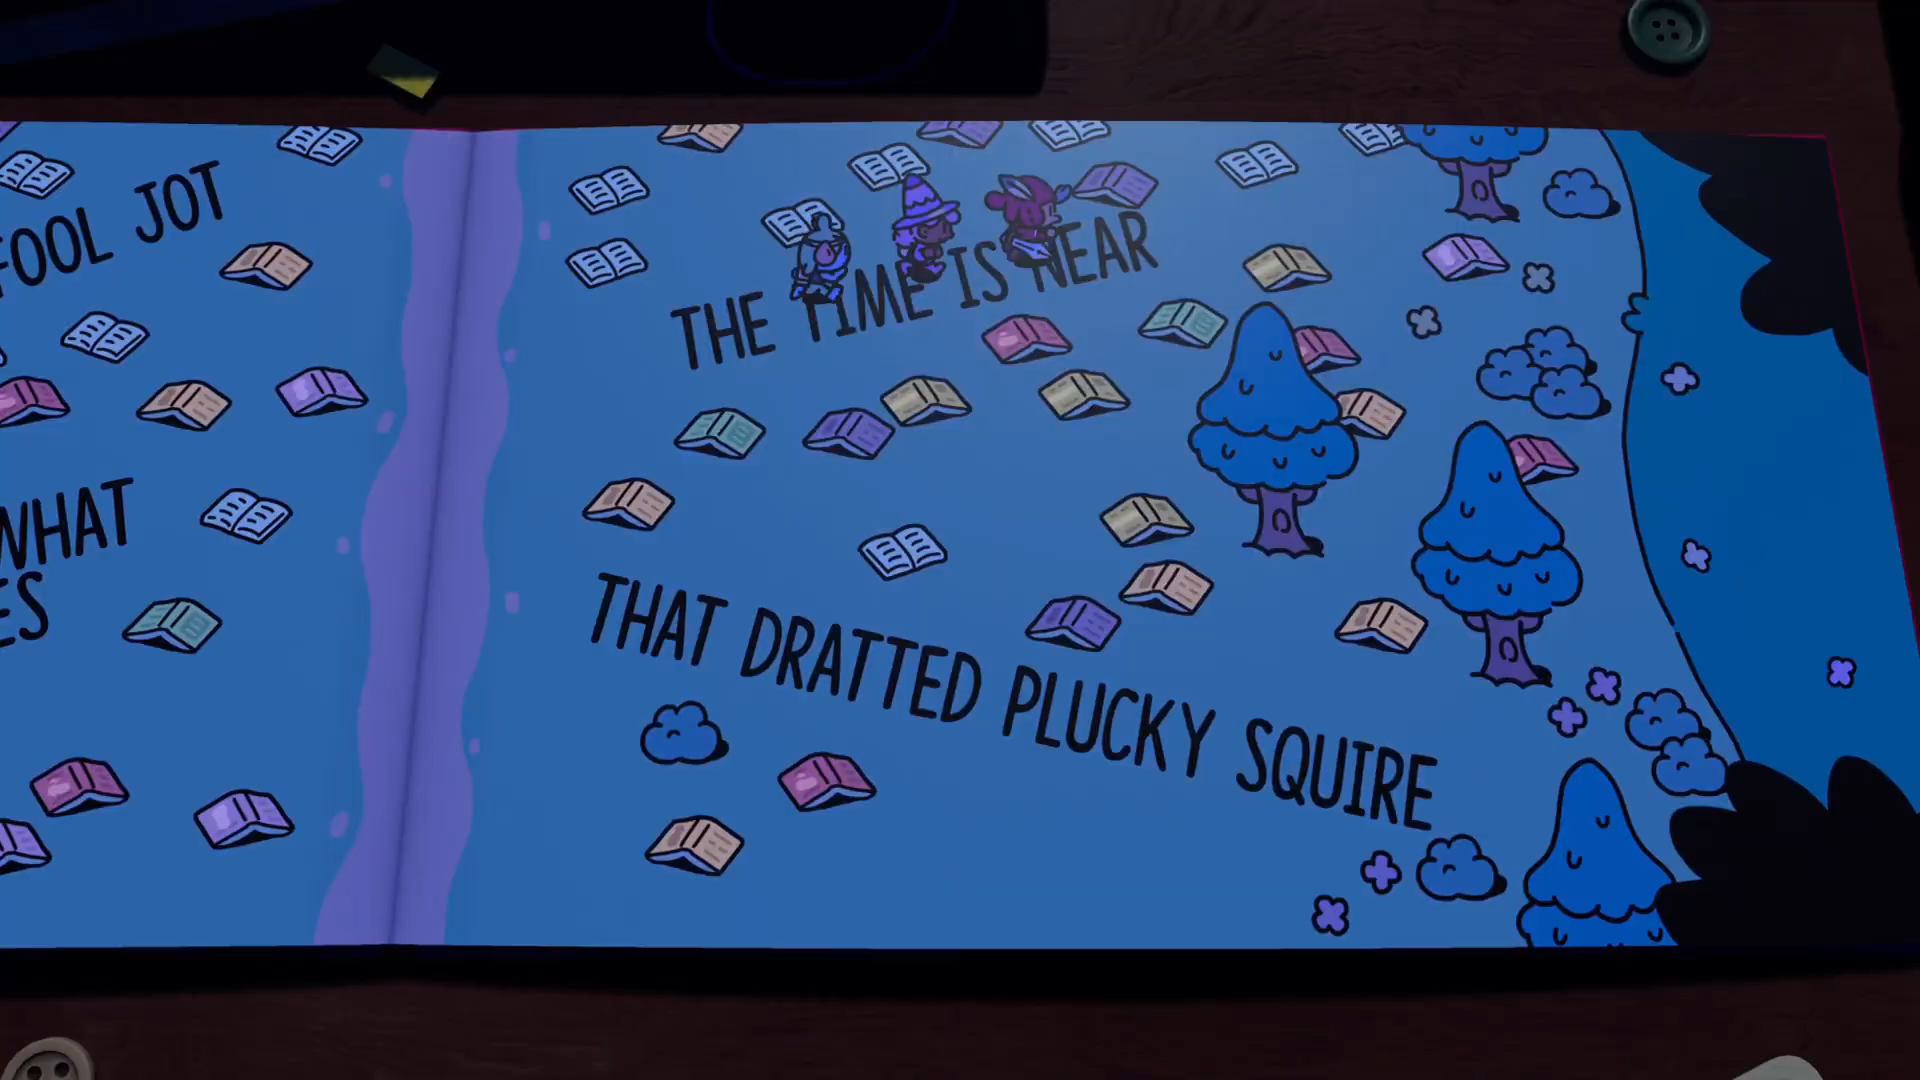 FOOL JOT
WHAT
ES
THE TIME IS NEAR
THAT DRATTED PLUCKY SQUIRE